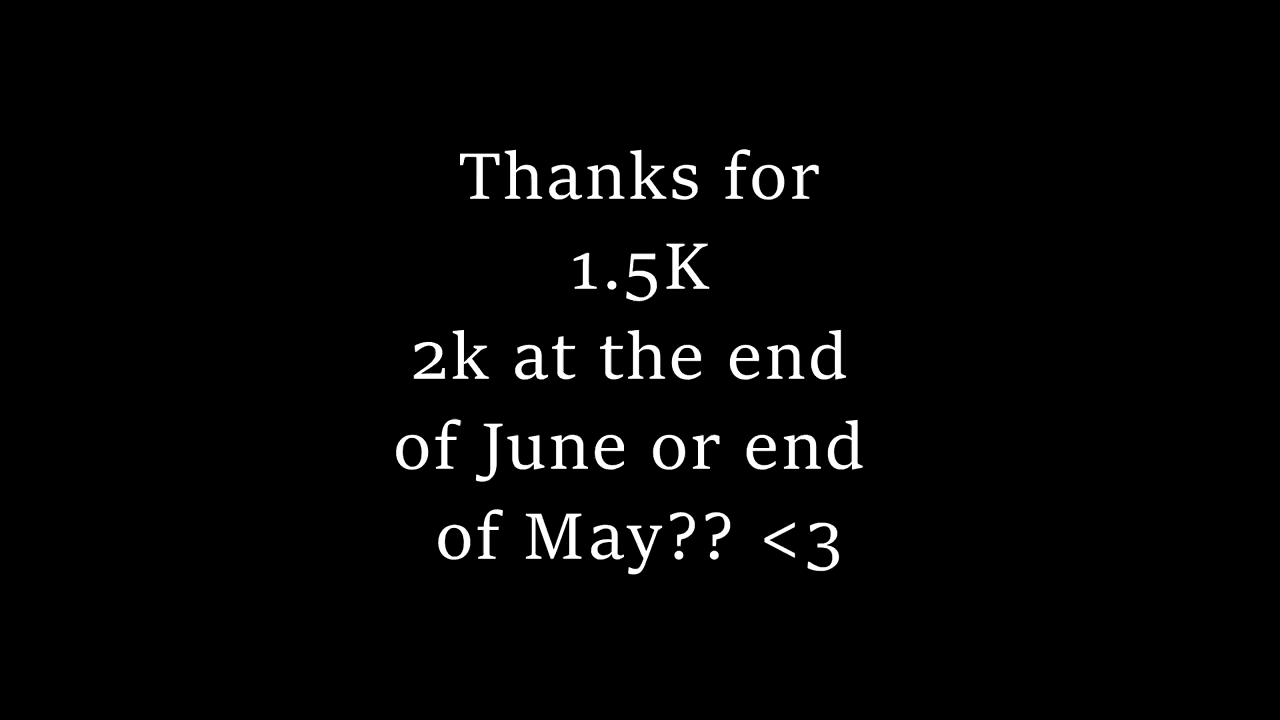 Thanks for
1.5K
2k at the end
of June or end
of May?? <3